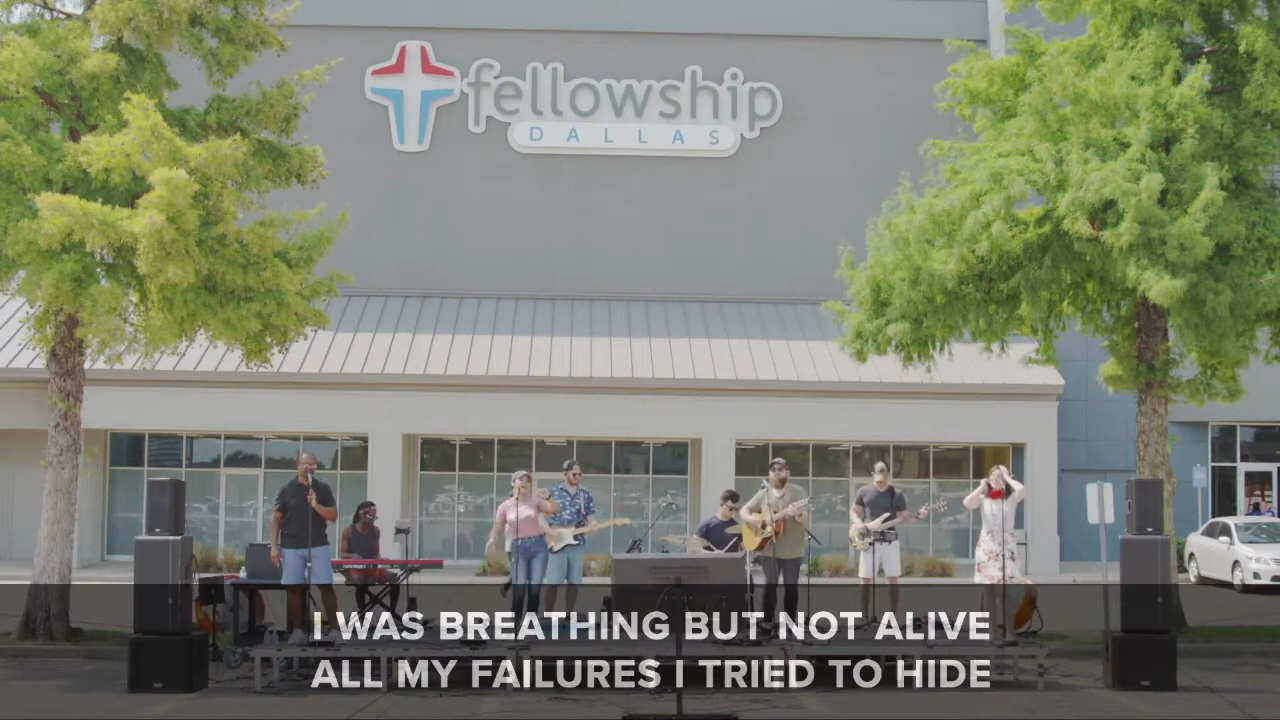 fellowship
DALLAS
I WAS BREATHING BUT NOT ALIVE
ALL MY FAILURES I TRIED TO HIDE